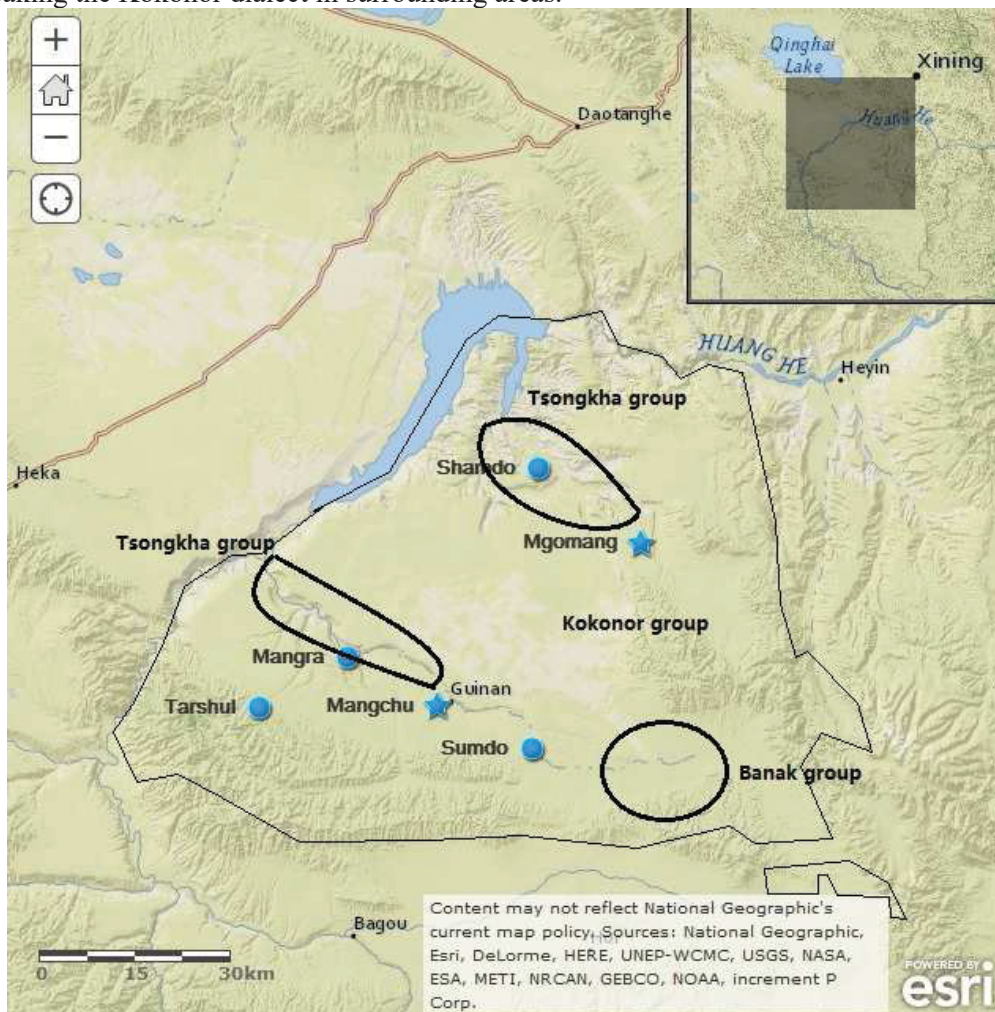 aking the Kokonor dialect in surrounding areas.
+
−
Qinghai
Lake
Xining
Huang He
Daotanghe
HUANG HE
Heyin
Tsongkha group
Shamdo
Heka
Mgomang
Tsongkha group
Kokonor group
Mangra
Guinan
Tarshul
Mangchu
Sumdo
Banak group
Bagou
0 15 30km
Content may not reflect National Geographic's
current map policy. Sources: National Geographic,
Esri, DeLorme, HERE, UNEP-WCMC, USGS, NASA,
ESA, METI, NRCAN, GEBCO, NOAA, increment P
Corp.
POWERED BY
esri